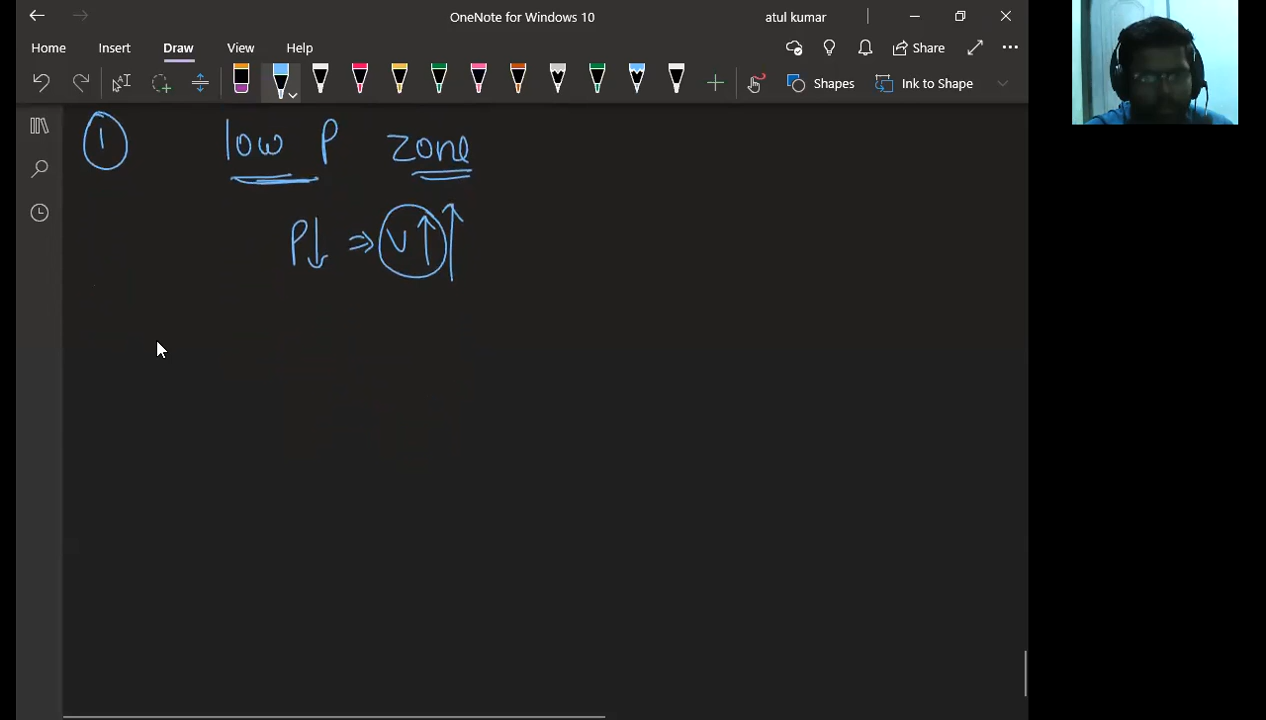 OneNote for Windows 10
atul kumar
Home Insert Draw View Help
Share
Shapes
Ink to Shape
① low P zone
P↓ ⇒ V↑↑